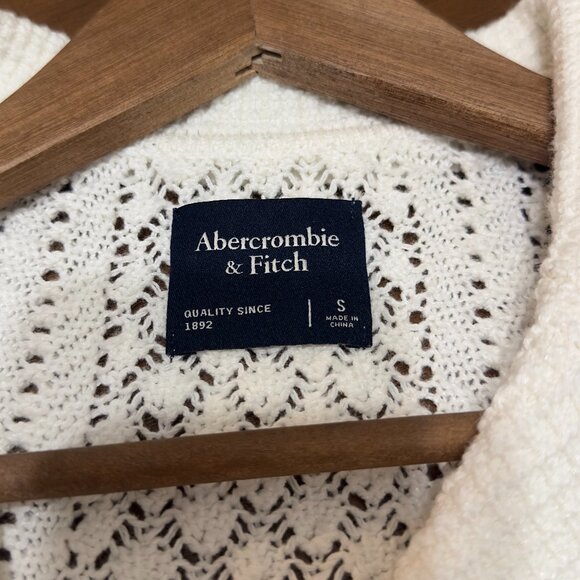 Abercrombie
& Fitch
QUALITY SINCE
1892
S
MADE IN
CHINA